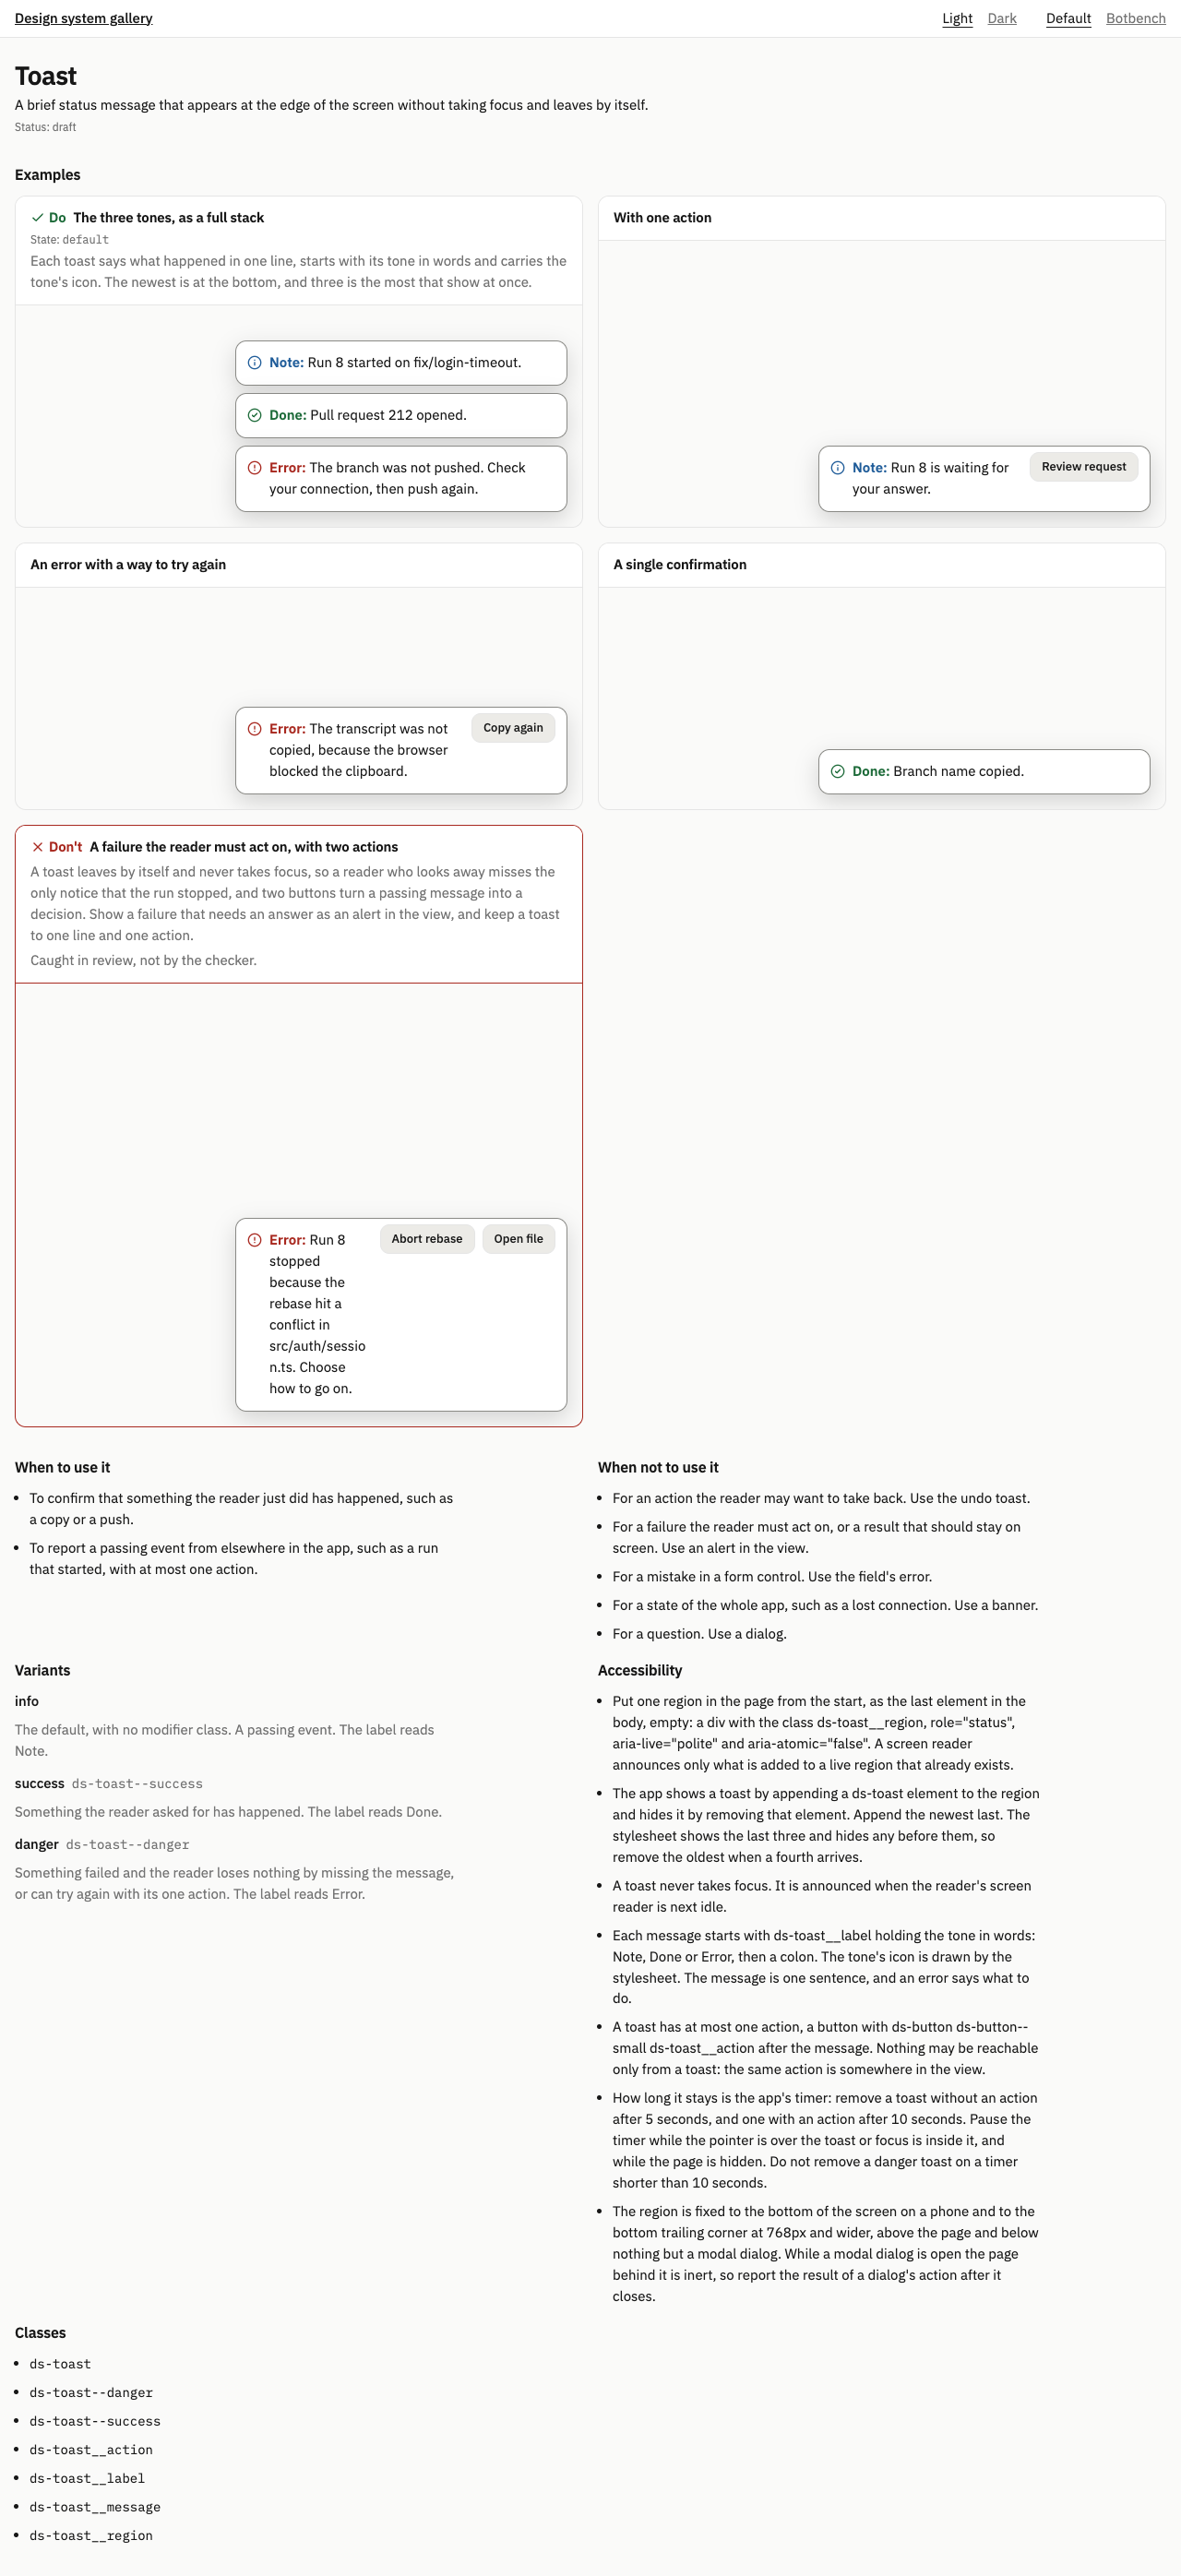 Design system gallery
Light Dark Default Botbench
Toast
A brief status message that appears at the edge of the screen without taking focus and leaves by itself.
Status: draft
Examples
Do The three tones, as a full stack
State: default
Each toast says what happened in one line, starts with its tone in words and carries the
tone's icon. The newest is at the bottom, and three is the most that show at once.
Note: Run 8 started on fix/login-timeout.
Done: Pull request 212 opened.
Error: The branch was not pushed. Check
your connection, then push again.
With one action
Note: Run 8 is waiting for
your answer.
Review request
An error with a way to try again
Error: The transcript was not
copied, because the browser
blocked the clipboard.
Copy again
A single confirmation
Done: Branch name copied.
Don't A failure the reader must act on, with two actions
A toast leaves by itself and never takes focus, so a reader who looks away misses the
only notice that the run stopped, and two buttons turn a passing message into a
decision. Show a failure that needs an answer as an alert in the view, and keep a toast
to one line and one action.
Caught in review, not by the checker.
Error: Run 8
stopped
because the
rebase hit a
conflict in
src/auth/sessio
n.ts. Choose
how to go on.
Abort rebase
Open file
When to use it
To confirm that something the reader just did has happened, such as
a copy or a push.
To report a passing event from elsewhere in the app, such as a run
that started, with at most one action.
When not to use it
For an action the reader may want to take back. Use the undo toast.
For a failure the reader must act on, or a result that should stay on
screen. Use an alert in the view.
For a mistake in a form control. Use the field's error.
For a state of the whole app, such as a lost connection. Use a banner.
For a question. Use a dialog.
Variants
info
The default, with no modifier class. A passing event. The label reads
Note.
success ds-toast--success
Something the reader asked for has happened. The label reads Done.
danger ds-toast--danger
Something failed and the reader loses nothing by missing the message,
or can try again with its one action. The label reads Error.
Accessibility
Put one region in the page from the start, as the last element in the
body, empty: a div with the class ds-toast__region, role="status",
aria-live="polite" and aria-atomic="false". A screen reader
announces only what is added to a live region that already exists.
The app shows a toast by appending a ds-toast element to the region
and hides it by removing that element. Append the newest last. The
stylesheet shows the last three and hides any before them, so
remove the oldest when a fourth arrives.
A toast never takes focus. It is announced when the reader's screen
reader is next idle.
Each message starts with ds-toast__label holding the tone in words:
Note, Done or Error, then a colon. The tone's icon is drawn by the
stylesheet. The message is one sentence, and an error says what to
do.
A toast has at most one action, a button with ds-button ds-button--
small ds-toast__action after the message. Nothing may be reachable
only from a toast: the same action is somewhere in the view.
How long it stays is the app's timer: remove a toast without an action
after 5 seconds, and one with an action after 10 seconds. Pause the
timer while the pointer is over the toast or focus is inside it, and
while the page is hidden. Do not remove a danger toast on a timer
shorter than 10 seconds.
The region is fixed to the bottom of the screen on a phone and to the
bottom trailing corner at 768px and wider, above the page and below
nothing but a modal dialog. While a modal dialog is open the page
behind it is inert, so report the result of a dialog's action after it
closes.
Classes
ds-toast
ds-toast--danger
ds-toast--success
ds-toast__action
ds-toast__label
ds-toast__message
ds-toast__region